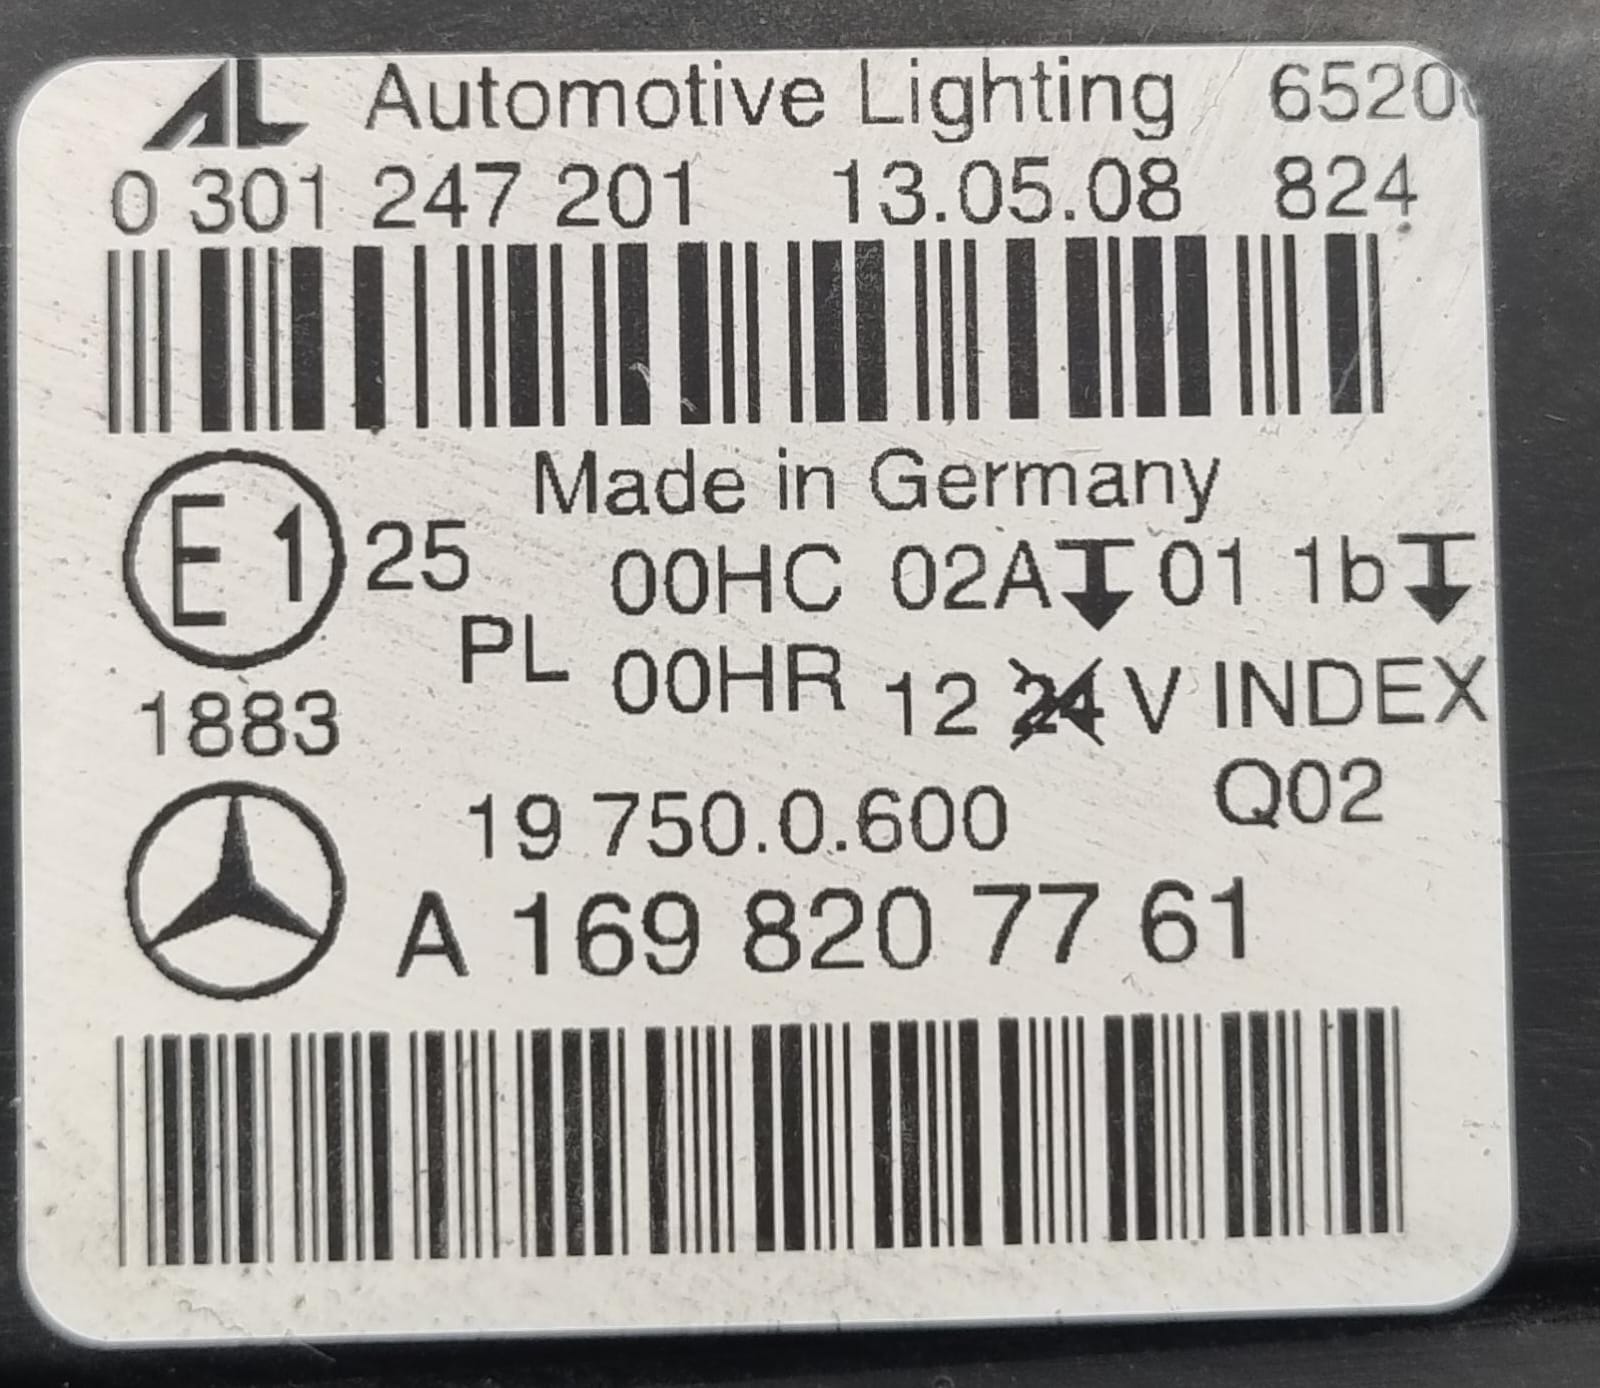 AL Automotive Lighting 6520
0 301 247 201 13.05.08 824
Made in Germany
E1 25 00HC 02A 01 1b
PL 00HR 12 24 V INDEX
1883 Q02
19 750.0.600
A 169 820 77 61